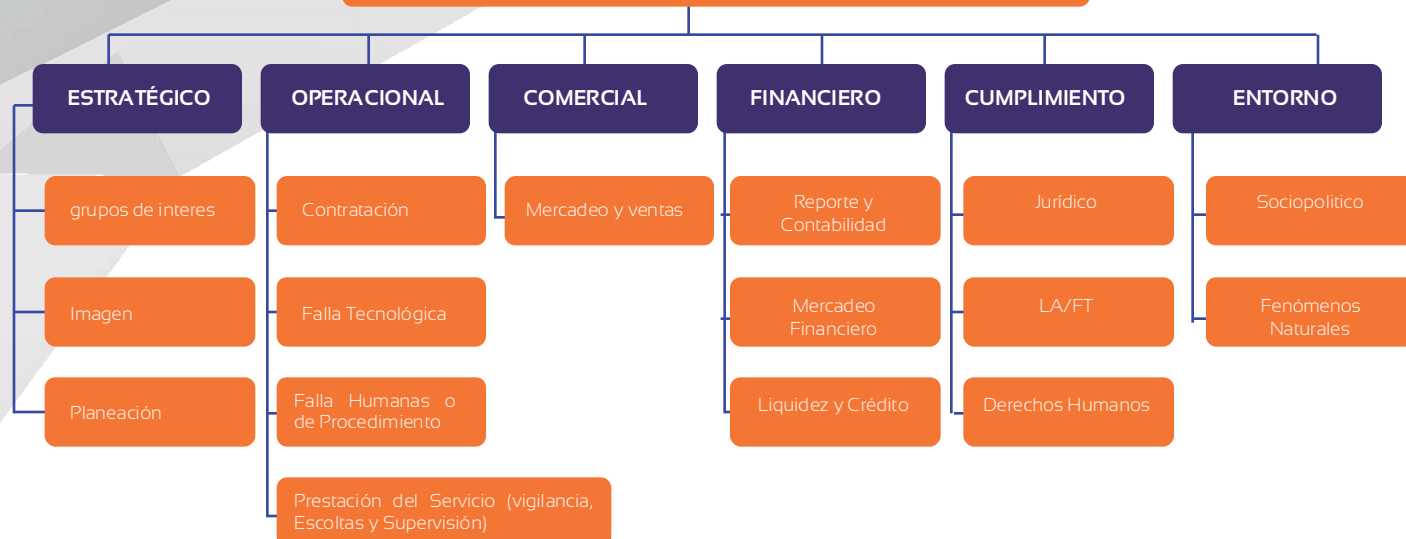 ESTRATÉGICO
OPERACIONAL
COMERCIAL
FINANCIERO
CUMPLIMIENTO
ENTORNO
grupos de interes
Imagen
Planeación
Contratación
Falla Tecnológica
Falla Humanas o
de Procedimiento
Prestación del Servicio (vigilancia,
Escoltas y Supervisión)
Mercadeo y ventas
Reporte y
Contabilidad
Mercadeo
Financiero
Liquidez y Crédito
Jurídico
LA/FT
Derechos Humanos
Sociopolitico
Fenómenos
Naturales